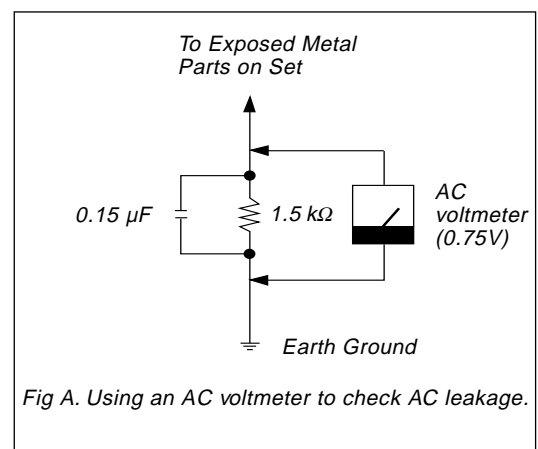 To Exposed Metal
Parts on Set
0.15 µF
1.5 kΩ
AC
voltmeter
(0.75V)
Earth Ground
Fig A. Using an AC voltmeter to check AC leakage.